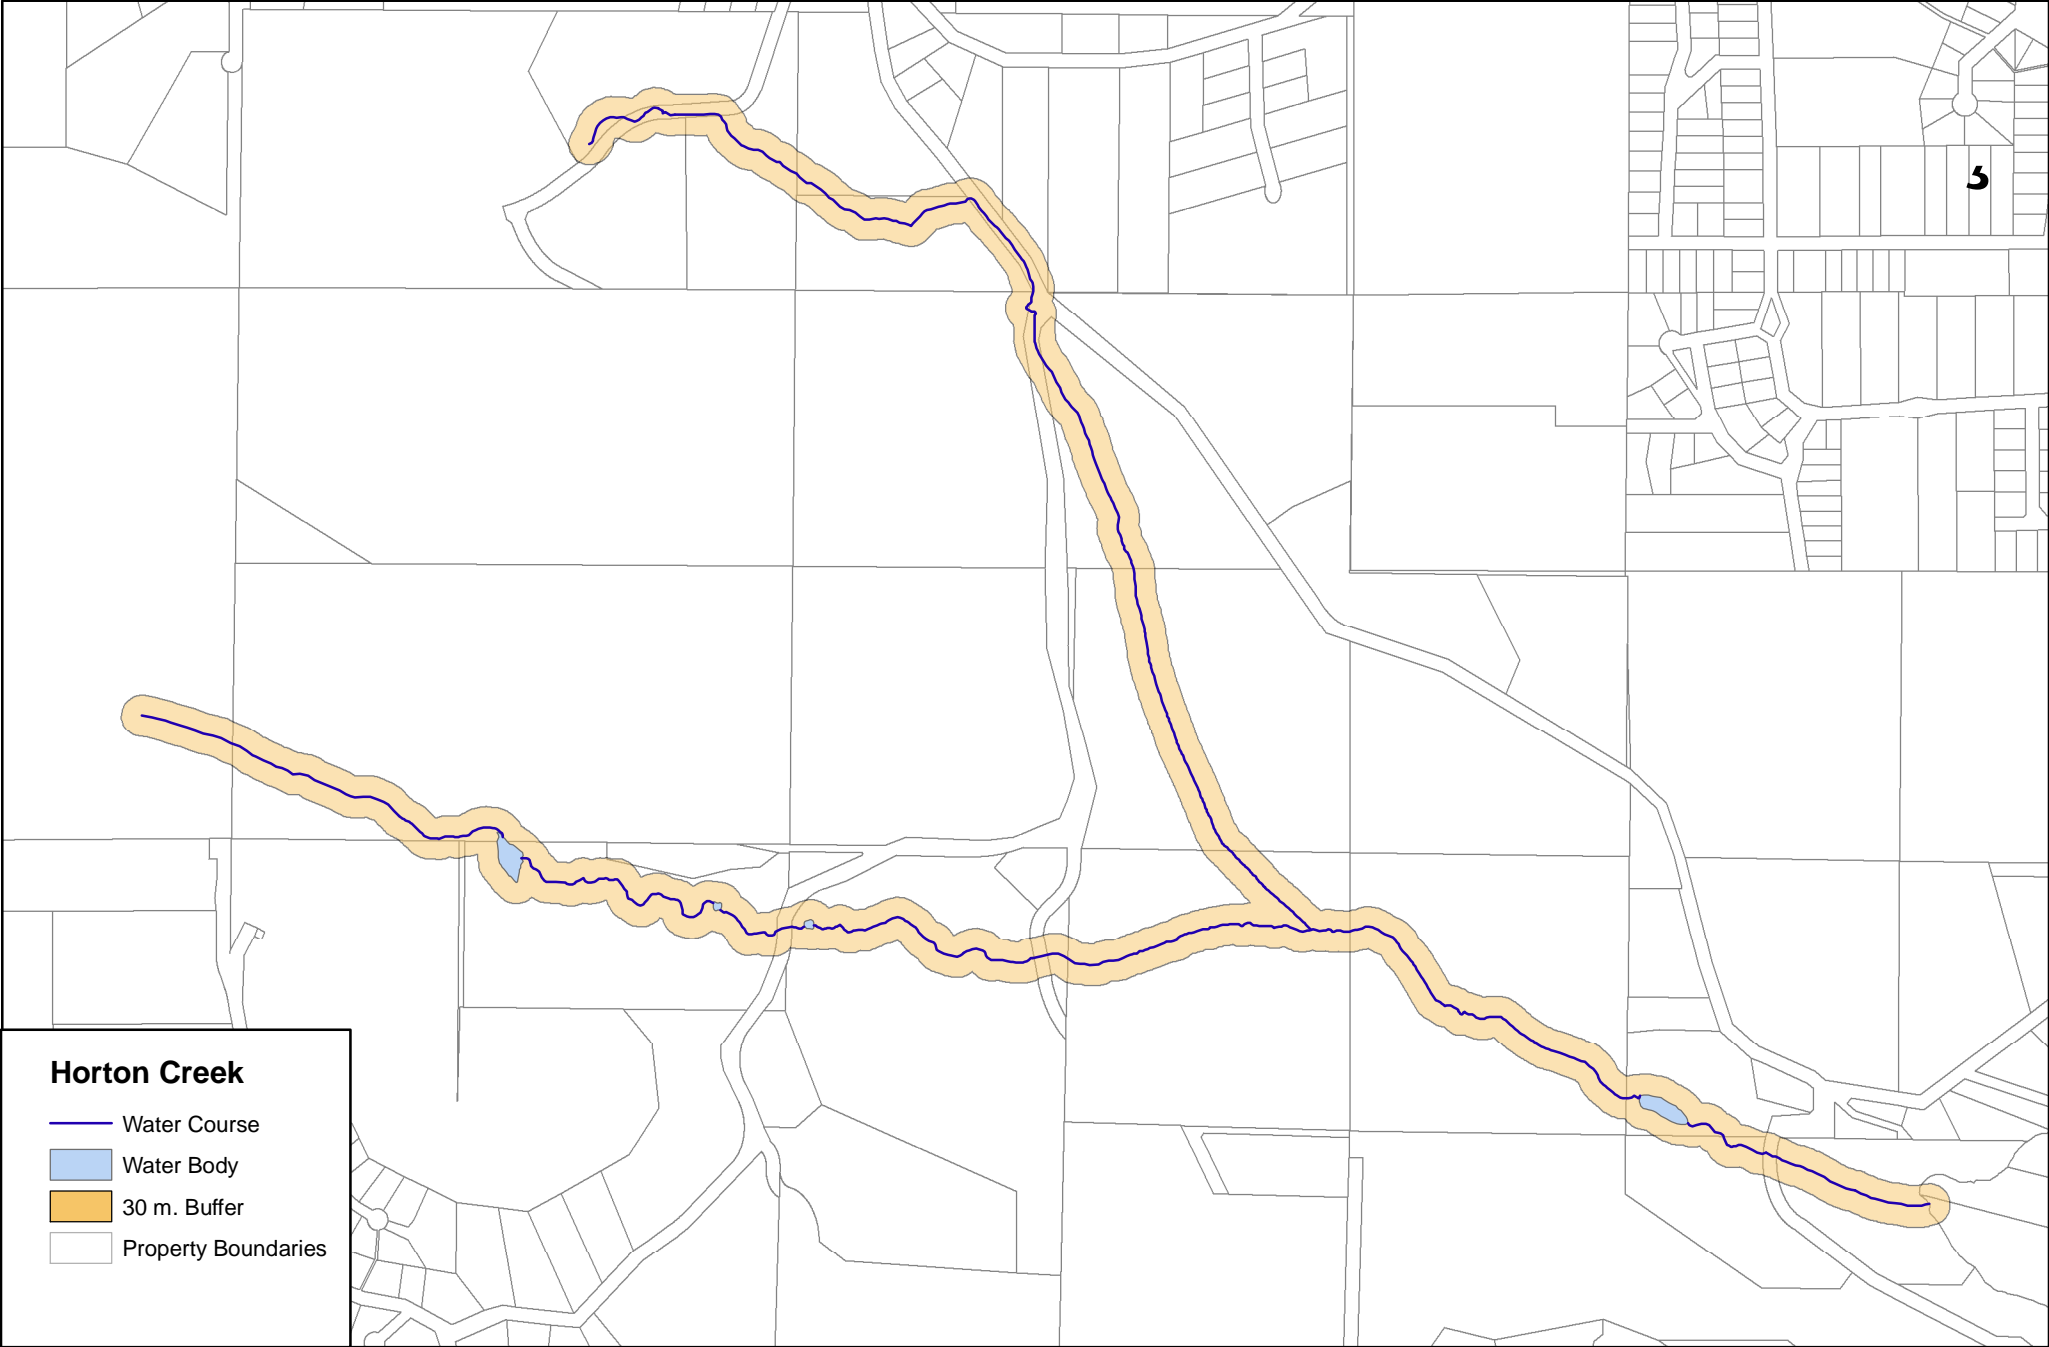 Horton Creek
Water Course
Water Body
30 m. Buffer
Property Boundaries